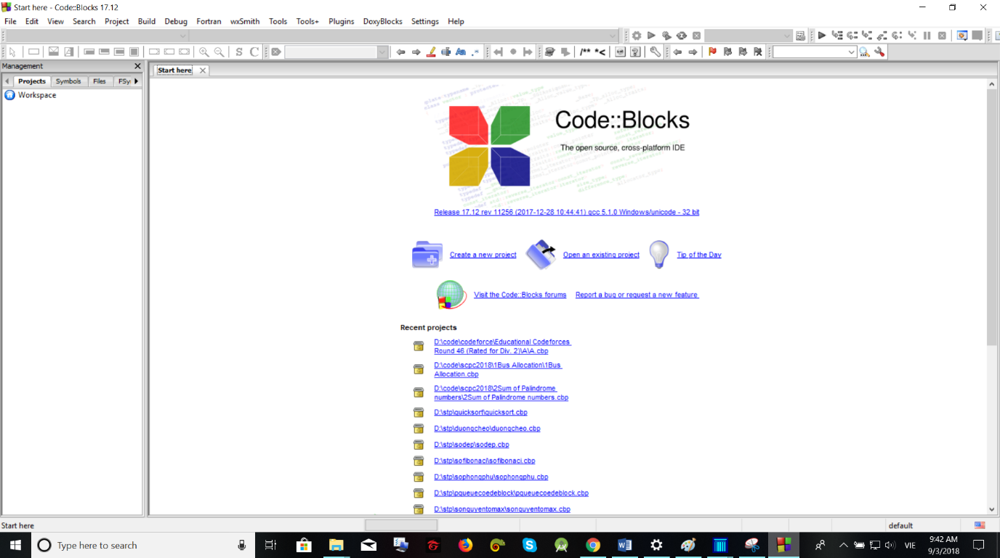 Start here - Code::Blocks 17.12
File Edit View Search Project Build Debug Fortran wxSmith Tools Tools+ Plugins DoxyBlocks Settings Help
S C
/** *<
Management
Start here
Projects Symbols Files FSy
Workspace
Code::Blocks
The open source, cross-platform IDE
Release 17.12 rev 11256 (2017-12-28 10:44:41) gcc 5.1.0 Windows/unicode - 32 bit
Create a new project Open an existing project Tip of the Day
Visit the Code::Blocks forums Report a bug or request a new feature
Recent projects
D:\code\codeforce\Educational Codeforces
Round 46 (Rated for Div. 2)\A\A.cbp
D:\code\scpc2018\1Bus Allocation\1Bus
Allocation.cbp
D:\code\scpc2018\2Sum of Palindrome
numbers\2Sum of Palindrome numbers.cbp
D:\stp\quicksort\quicksort.cbp
D:\stp\duongcheo\duongcheo.cbp
D:\stp\sodep\sodep.cbp
D:\stp\sofibonaci\sofibonaci.cbp
D:\stp\sophongphu\sophongphu.cbp
D:\stp\pqueuecoedeblock\pqueuecoedeblock.cbp
D:\stp\songuyentomax\songuyentomax.cbp
Start here default
Type here to search
VIE
9:42 AM
9/3/2018